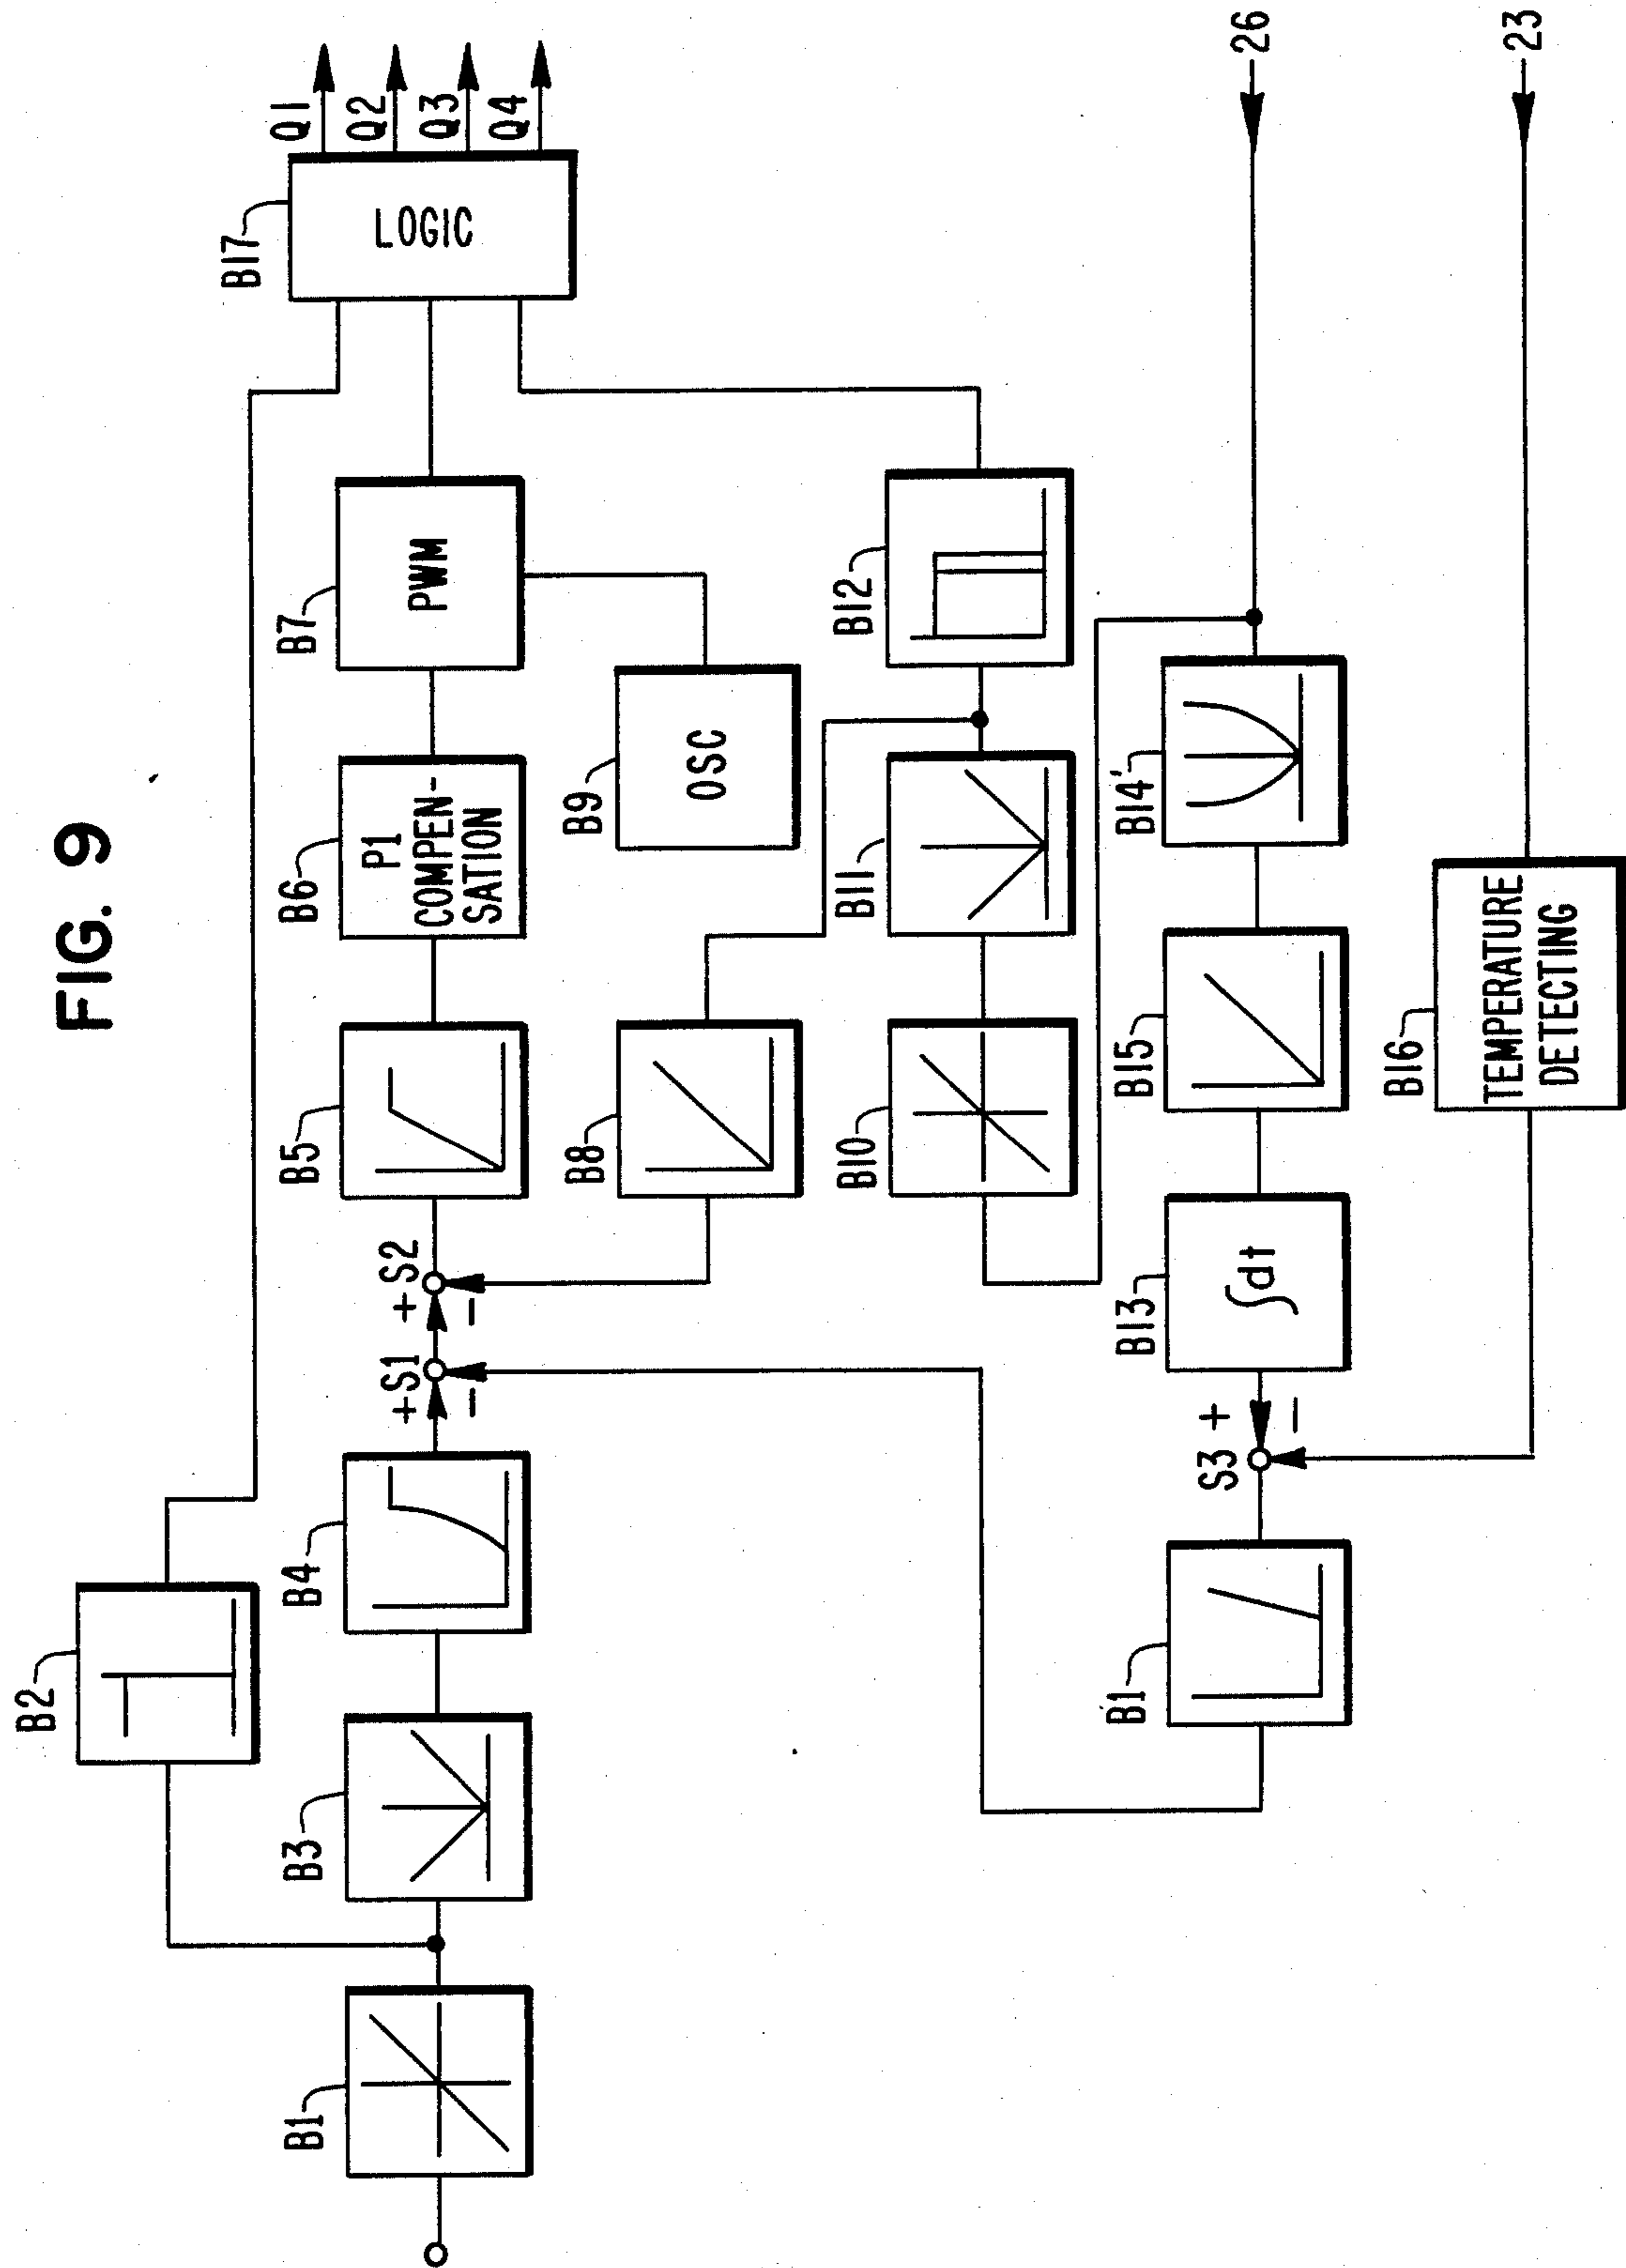 FIG. 9
B17
LOGIC
Q1
Q2
Q3
Q4
B2
B7
PWM
B6
P1
COMPEN-
SATION
B5
+S2
−
+S1
−
B4
B3
B1
B9
OSC
B8
B12
B11
B10
26
B14'
B15
B13
∫dt
+
−
S3
B1
23
B16
TEMPERATURE
DETECTING